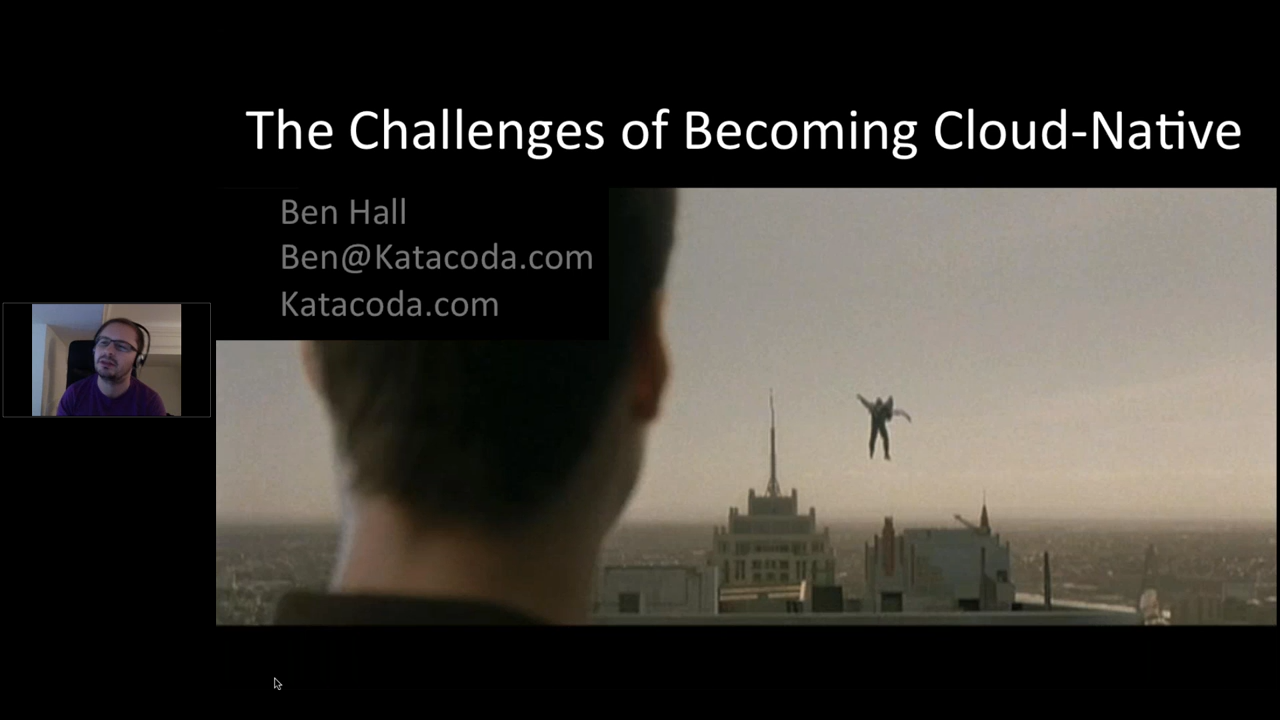 The Challenges of Becoming Cloud-Native
Ben Hall
Ben@Katacoda.com
Katacoda.com